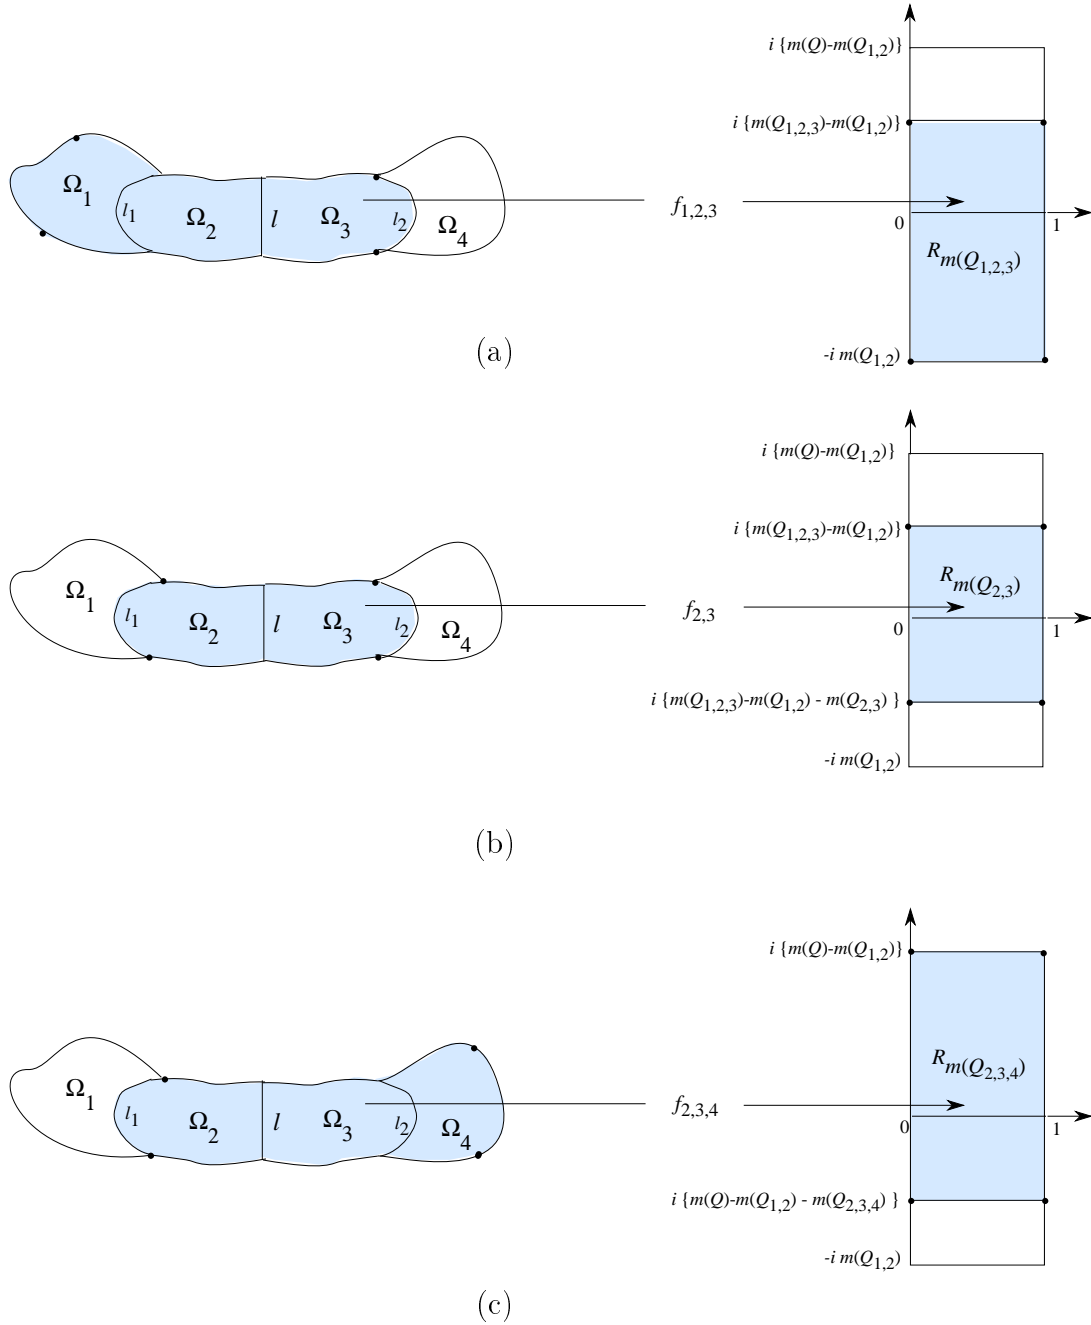 i {m(Q)-m(Q1,2)}
i {m(Q1,2,3)-m(Q1,2)}
Ω1 l1 Ω2 l Ω3 l2 Ω4 f1,2,3 0 1
Rm(Q1,2,3)
-i m(Q1,2)
(a)
i {m(Q)-m(Q1,2)}
i {m(Q1,2,3)-m(Q1,2)}
Rm(Q2,3)
Ω1 l1 Ω2 l Ω3 l2 Ω4 f2,3 0 1
i {m(Q1,2,3)-m(Q1,2) - m(Q2,3) }
-i m(Q1,2)
(b)
i {m(Q)-m(Q1,2)}
Rm(Q2,3,4)
Ω1 l1 Ω2 l Ω3 l2 Ω4 f2,3,4 0 1
i {m(Q)-m(Q1,2) - m(Q2,3,4) }
-i m(Q1,2)
(c)